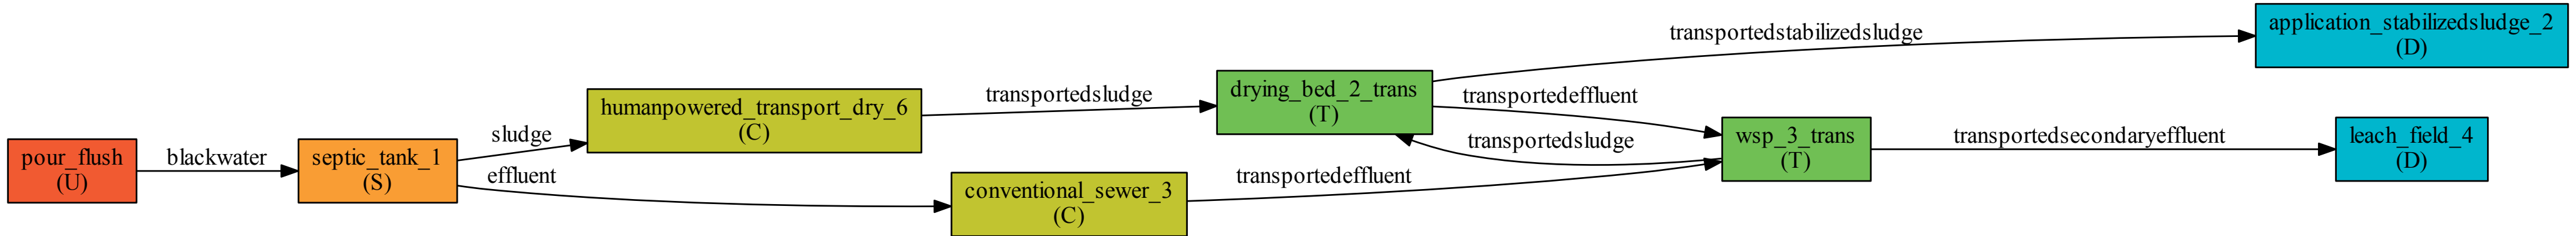 pour_flush
(U)
blackwater
septic_tank_1
(S)
sludge
effluent
humanpowered_transport_dry_6
(C)
conventional_sewer_3
(C)
transportedsludge
transportedeffluent
drying_bed_2_trans
(T)
transportedstabilizedsludge
transportedeffluent
transportedsludge
wsp_3_trans
(T)
transportedsecondaryeffluent
application_stabilizedsludge_2
(D)
leach_field_4
(D)